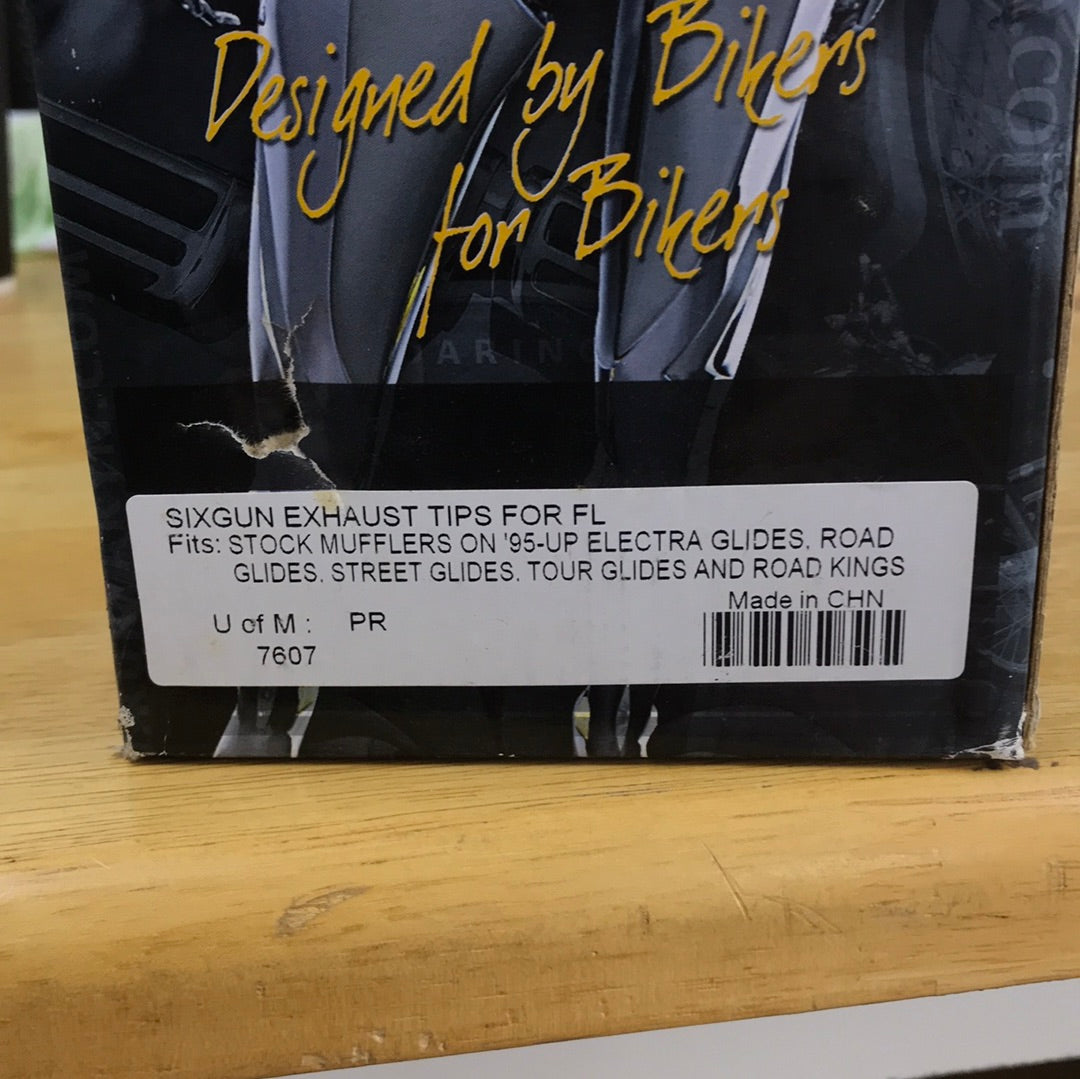 Designed by Bikers
for Bikers
SIXGUN EXHAUST TIPS FOR FL
Fits: STOCK MUFFLERS ON '95-UP ELECTRA GLIDES, ROAD
GLIDES, STREET GLIDES, TOUR GLIDES AND ROAD KINGS
Made in CHN
U of M : PR
7607